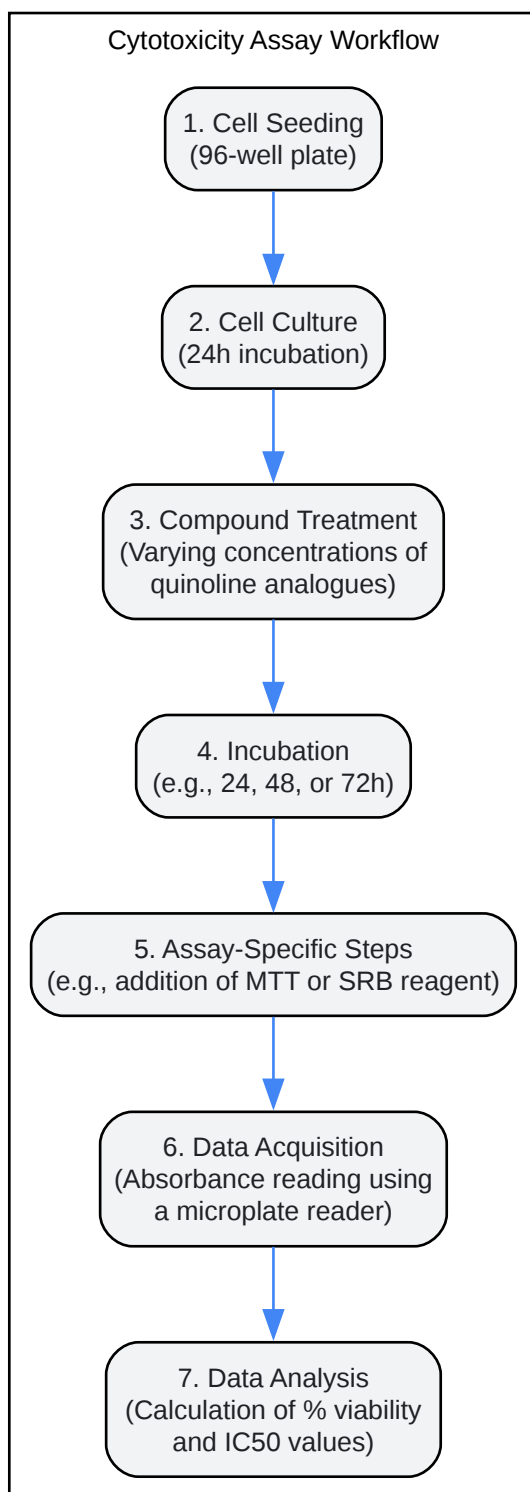 Cytotoxicity Assay Workflow
1. Cell Seeding
(96-well plate)
2. Cell Culture
(24h incubation)
3. Compound Treatment
(Varying concentrations of
quinoline analogues)
4. Incubation
(e.g., 24, 48, or 72h)
5. Assay-Specific Steps
(e.g., addition of MTT or SRB reagent)
6. Data Acquisition
(Absorbance reading using
a microplate reader)
7. Data Analysis
(Calculation of % viability
and IC50 values)